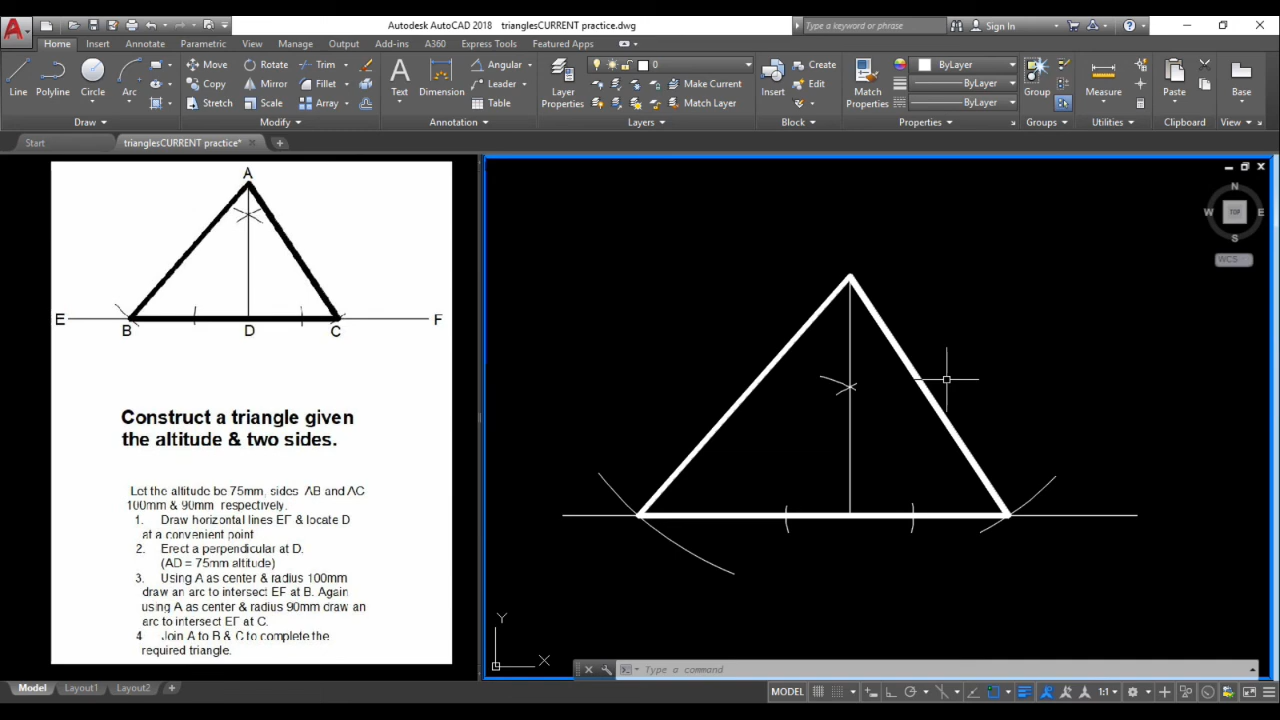 Autodesk AutoCAD 2018 trianglesCURRENT practice.dwg
Type a keyword or phrase
Sign In
Home Insert Annotate Parametric View Manage Output Add-ins A360 Express Tools Featured Apps
Line Polyline Circle Arc
Move Rotate Trim
Copy Mirror Fillet
Stretch Scale Array
Text Dimension
Angular
Leader
Table
Layer Properties
0
Make Current
Match Layer
Insert
Create
Edit
Match Properties
ByLayer
ByLayer
ByLayer
Group
Measure
Paste
Base
Draw Modify Annotation Layers Block Properties Groups Utilities Clipboard View
Start trianglesCURRENT practice*
A
E B D C F
Construct a triangle given
the altitude & two sides.
Let the altitude be 75mm, sides AB and AC
100mm & 90mm respectively.
1. Draw horizontal lines EF & locate D
at a convenient point
2. Erect a perpendicular at D.
(AD = 75mm altitude)
3. Using A as center & radius 100mm
draw an arc to intersect EF at B. Again
using A as center & radius 90mm draw an
arc to intersect EF at C.
4 Join A to B & C to complete the
required triangle.
N
W TOP E
S
WCS
Y
X
Type a command
Model Layout1 Layout2
MODEL
1:1